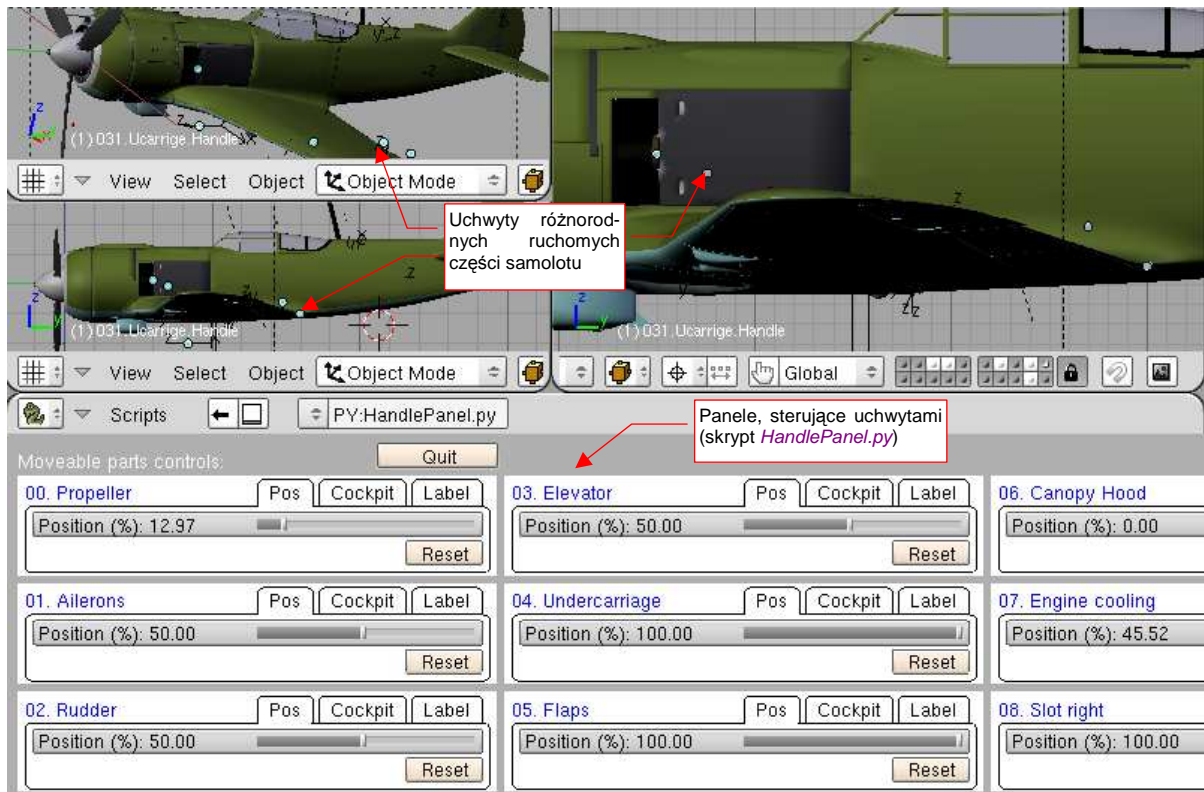 (1) 031.Ucarrige.Handle
View Select Object Object Mode
Uchwyty różnorod-
nych ruchomych
części samolotu
(1) 031.Ucarrige.Handle
(1) 031.Ucarrige.Handle
View Select Object Object Mode
Global
Scripts PY:HandlePanel.py
Panele, sterujące uchwytami
(skrypt HandlePanel.py)
Moveable parts controls: Quit
00. Propeller Pos Cockpit Label
Position (%): 12.97
Reset
03. Elevator Pos Cockpit Label
Position (%): 50.00
Reset
06. Canopy Hood
Position (%): 0.00
01. Ailerons Pos Cockpit Label
Position (%): 50.00
Reset
04. Undercarriage Pos Cockpit Label
Position (%): 100.00
Reset
07. Engine cooling
Position (%): 45.52
02. Rudder Pos Cockpit Label
Position (%): 50.00
Reset
05. Flaps Pos Cockpit Label
Position (%): 100.00
Reset
08. Slot right
Position (%): 100.00